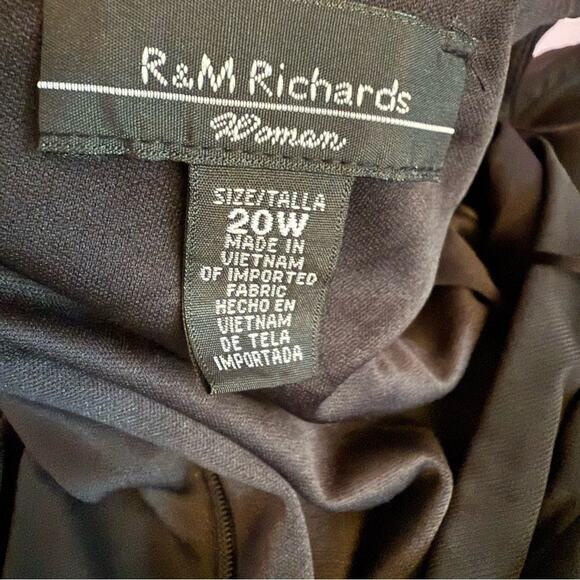 R&M Richards
Woman
SIZE/TALLA
20W
MADE IN
VIETNAM
OF IMPORTED
FABRIC
HECHO EN
VIETNAM
DE TELA
IMPORTADA